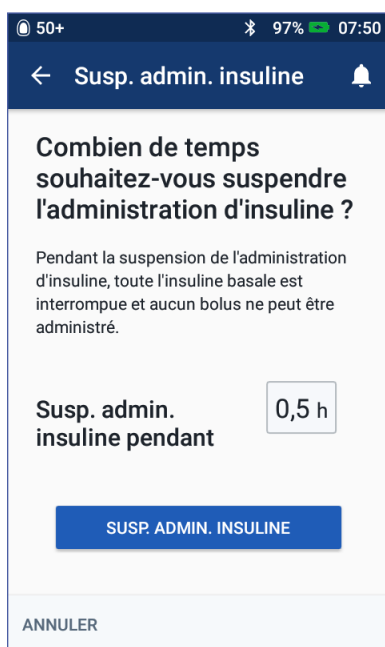 50+ 97% 07:50
Susp. admin. insuline
Combien de temps
souhaitez-vous suspendre
l'administration d'insuline ?
Pendant la suspension de l'administration
d'insuline, toute l'insuline basale est
interrompue et aucun bolus ne peut être
administré.
Susp. admin.
insuline pendant
0,5 h
SUSP. ADMIN. INSULINE
ANNULER